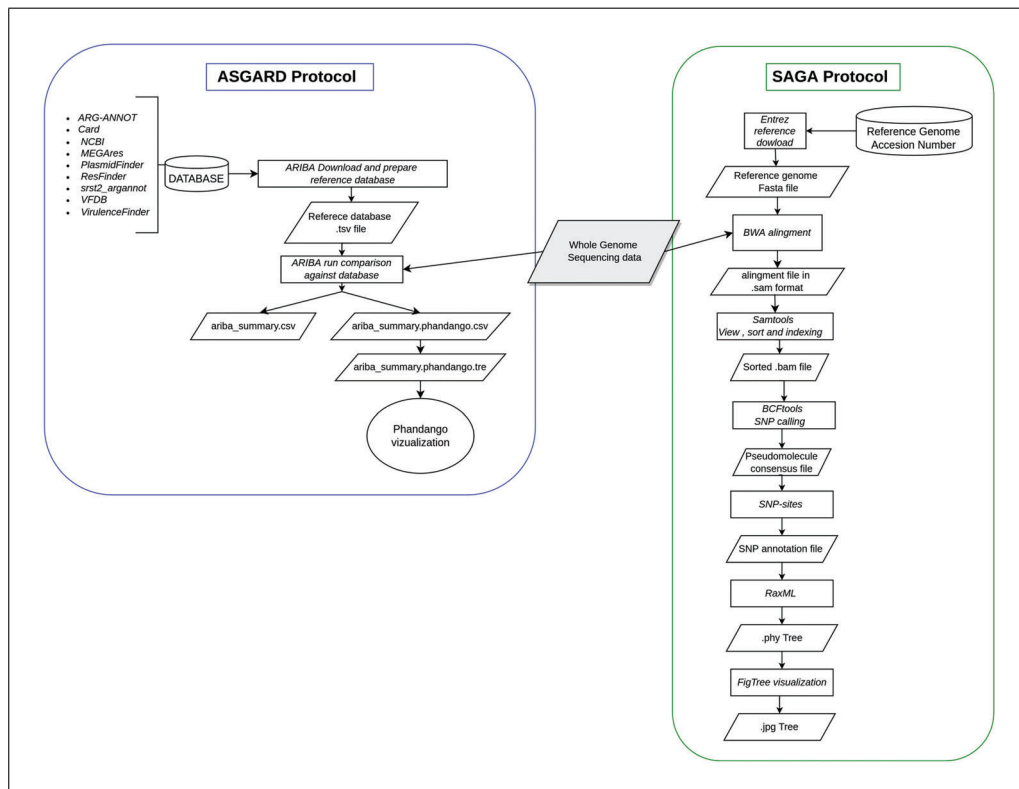 ASGARD Protocol
ARG-ANNOT
Card
NCBI
MEGAres
PlasmidFinder
ResFinder
srst2_argannot
VFDB
VirulenceFinder
DATABASE
ARIBA Download and prepare
reference database
Referece database
.tsv file
ARIBA run comparison
against database
ariba_summary.csv
ariba_summary.phandango.csv
ariba_summary.phandango.tre
Phandango
vizualization
Whole Genome
Sequencing data
SAGA Protocol
Entrez
reference
dowload
Reference Genome
Accesion Number
Reference genome
Fasta file
BWA alingment
alingment file in
.sam format
Samtools
View , sort and indexing
Sorted .bam file
BCFtools
SNP calling
Pseudomolecule
consensus file
SNP-sites
SNP annotation file
RaxML
.phy Tree
FigTree visualization
.jpg Tree